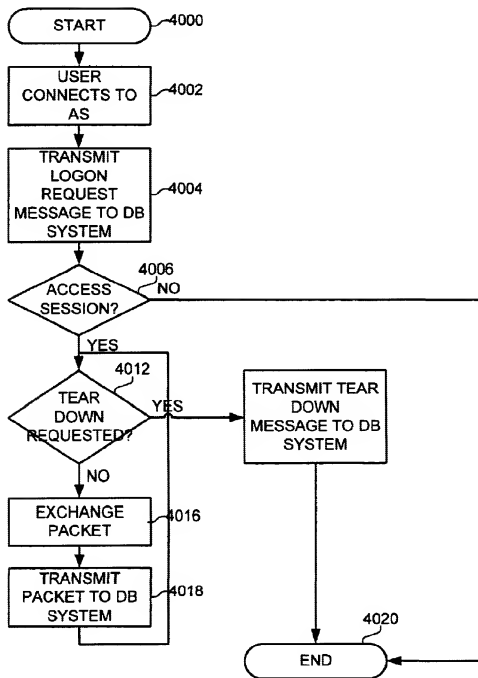 START
4000
USER
CONNECTS TO
AS
4002
TRANSMIT
LOGON
REQUEST
MESSAGE TO DB
SYSTEM
4004
ACCESS
SESSION?
4006
NO
YES
TEAR
DOWN
REQUESTED?
4012
YES
TRANSMIT TEAR
DOWN
MESSAGE TO DB
SYSTEM
NO
EXCHANGE
PACKET
4016
TRANSMIT
PACKET TO DB
SYSTEM
4018
4020
END